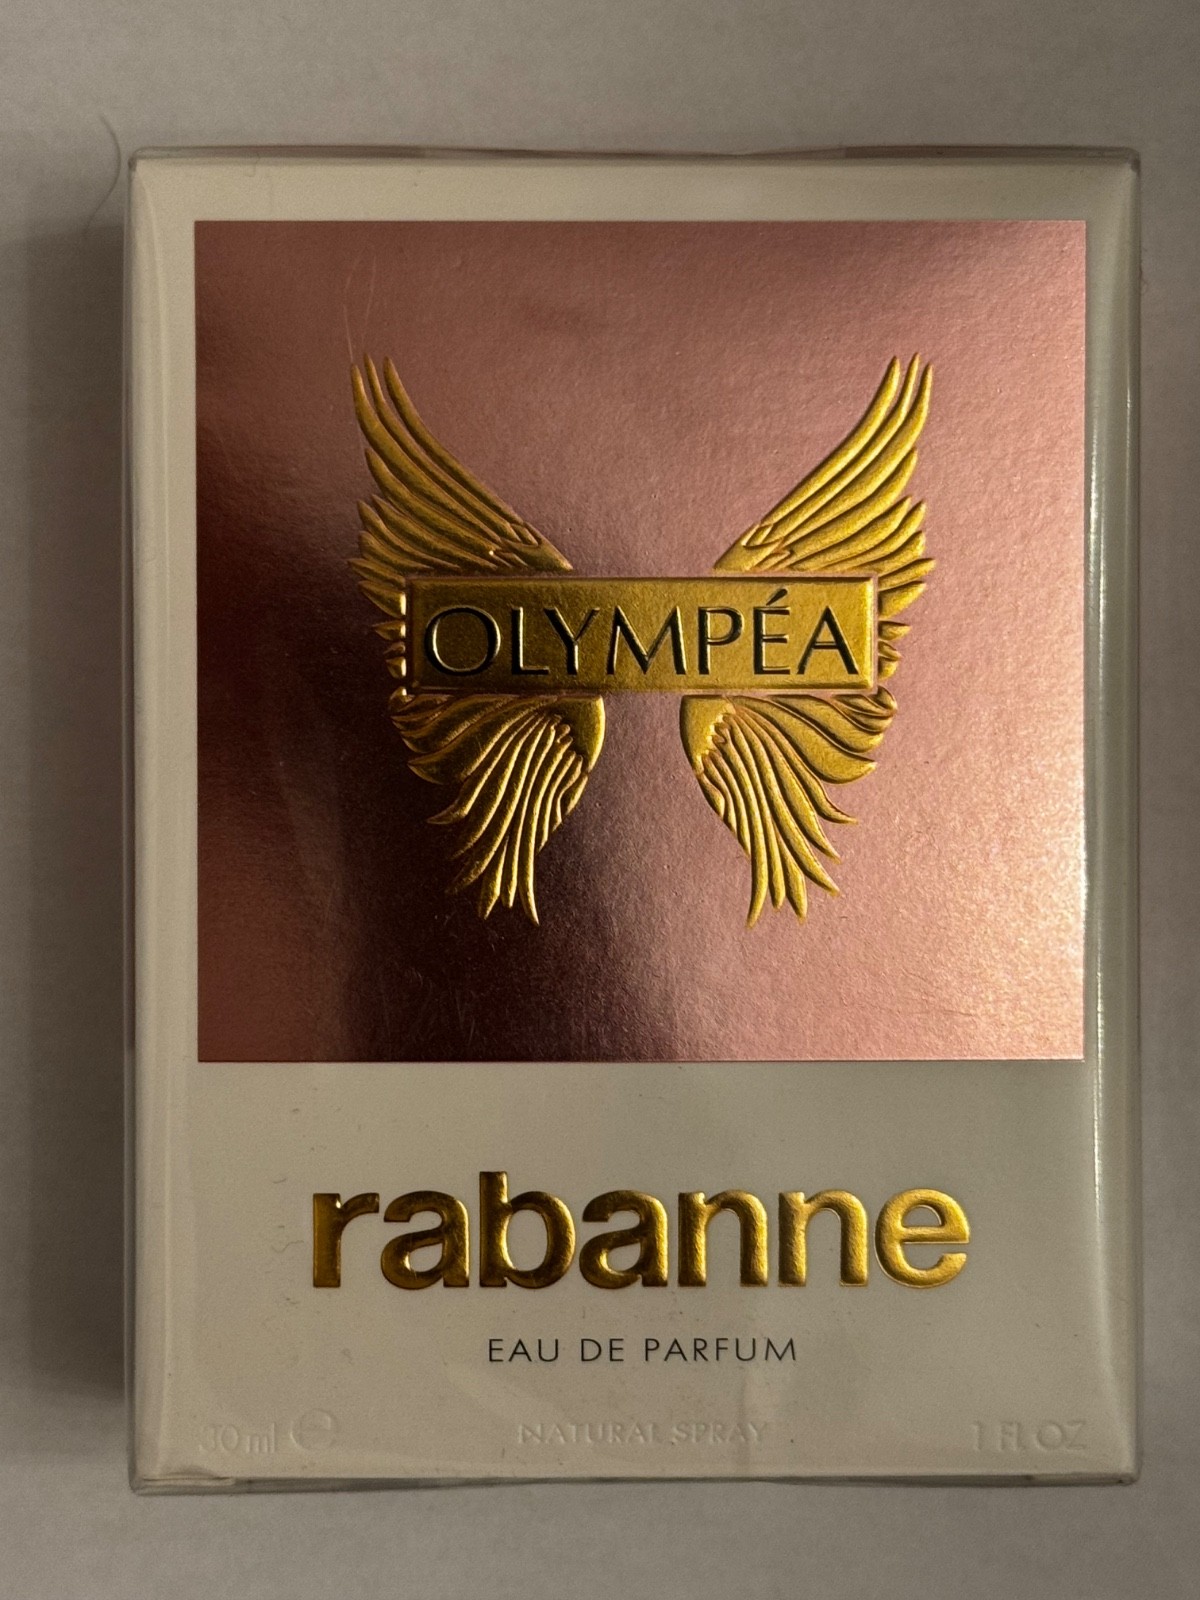 OLYMPÉA
rabanne
EAU DE PARFUM
30 ml ℮ NATURAL SPRAY 1 FL. OZ